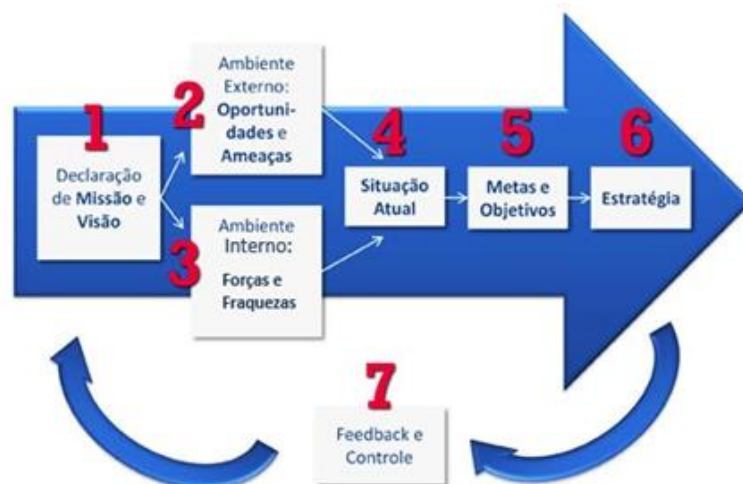 1
Declaração
de Missão e
Visão
2
Ambiente
Externo:
Oportuni-
dades e
Ameaças
3
Ambiente
Interno:
Forças e
Fraquezas
4
Situação
Atual
5
Metas e
Objetivos
6
Estratégia
7
Feedback e
Controle